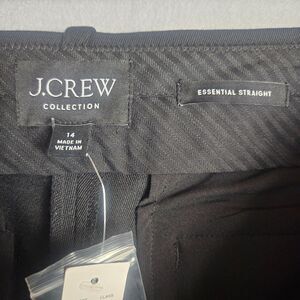 J.CREW
COLLECTION
ESSENTIAL STRAIGHT
14
MADE IN
VIETNAM